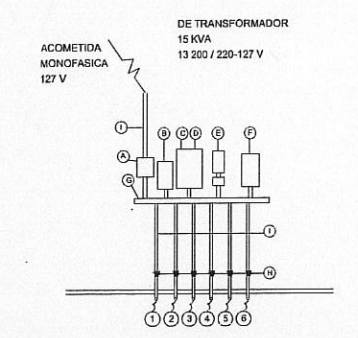 DE TRANSFORMADOR
15 KVA
13 200 / 220-127 V
ACOMETIDA
MONOFASICA
127 V
I
B
C
D
E
F
A
G
I
H
1
2
3
4
5
6